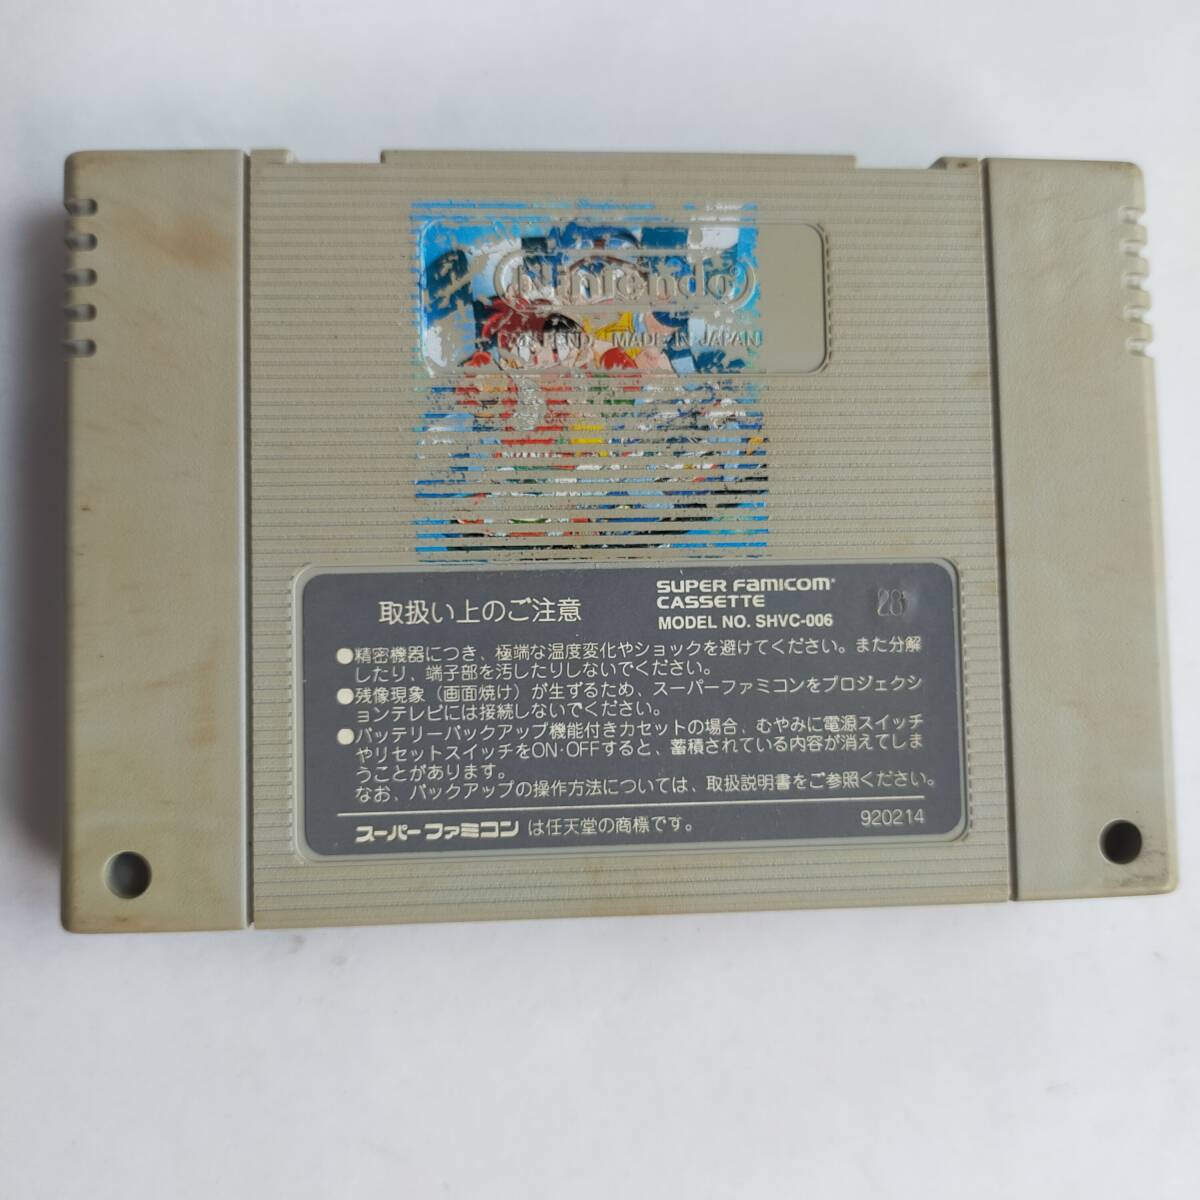 Nintendo
PAT. PEND. MADE IN JAPAN
取扱い上のご注意
SUPER FAMICOM
CASSETTE
MODEL NO. SHVC-006
28
●精密機器につき、極端な温度変化やショックを避けてください。また分解
したり、端子部を汚したりしないでください。
●残像現象（画面焼け）が生ずるため、スーパーファミコンをプロジェクシ
ョンテレビには接続しないでください。
●バッテリーバックアップ機能付きカセットの場合、むやみに電源スイッチ
やリセットスイッチをON・OFFすると、蓄積されている内容が消えてしま
うことがあります。
なお、バックアップの操作方法については、取扱説明書をご参照ください。
スーパーファミコン は任天堂の商標です。
920214